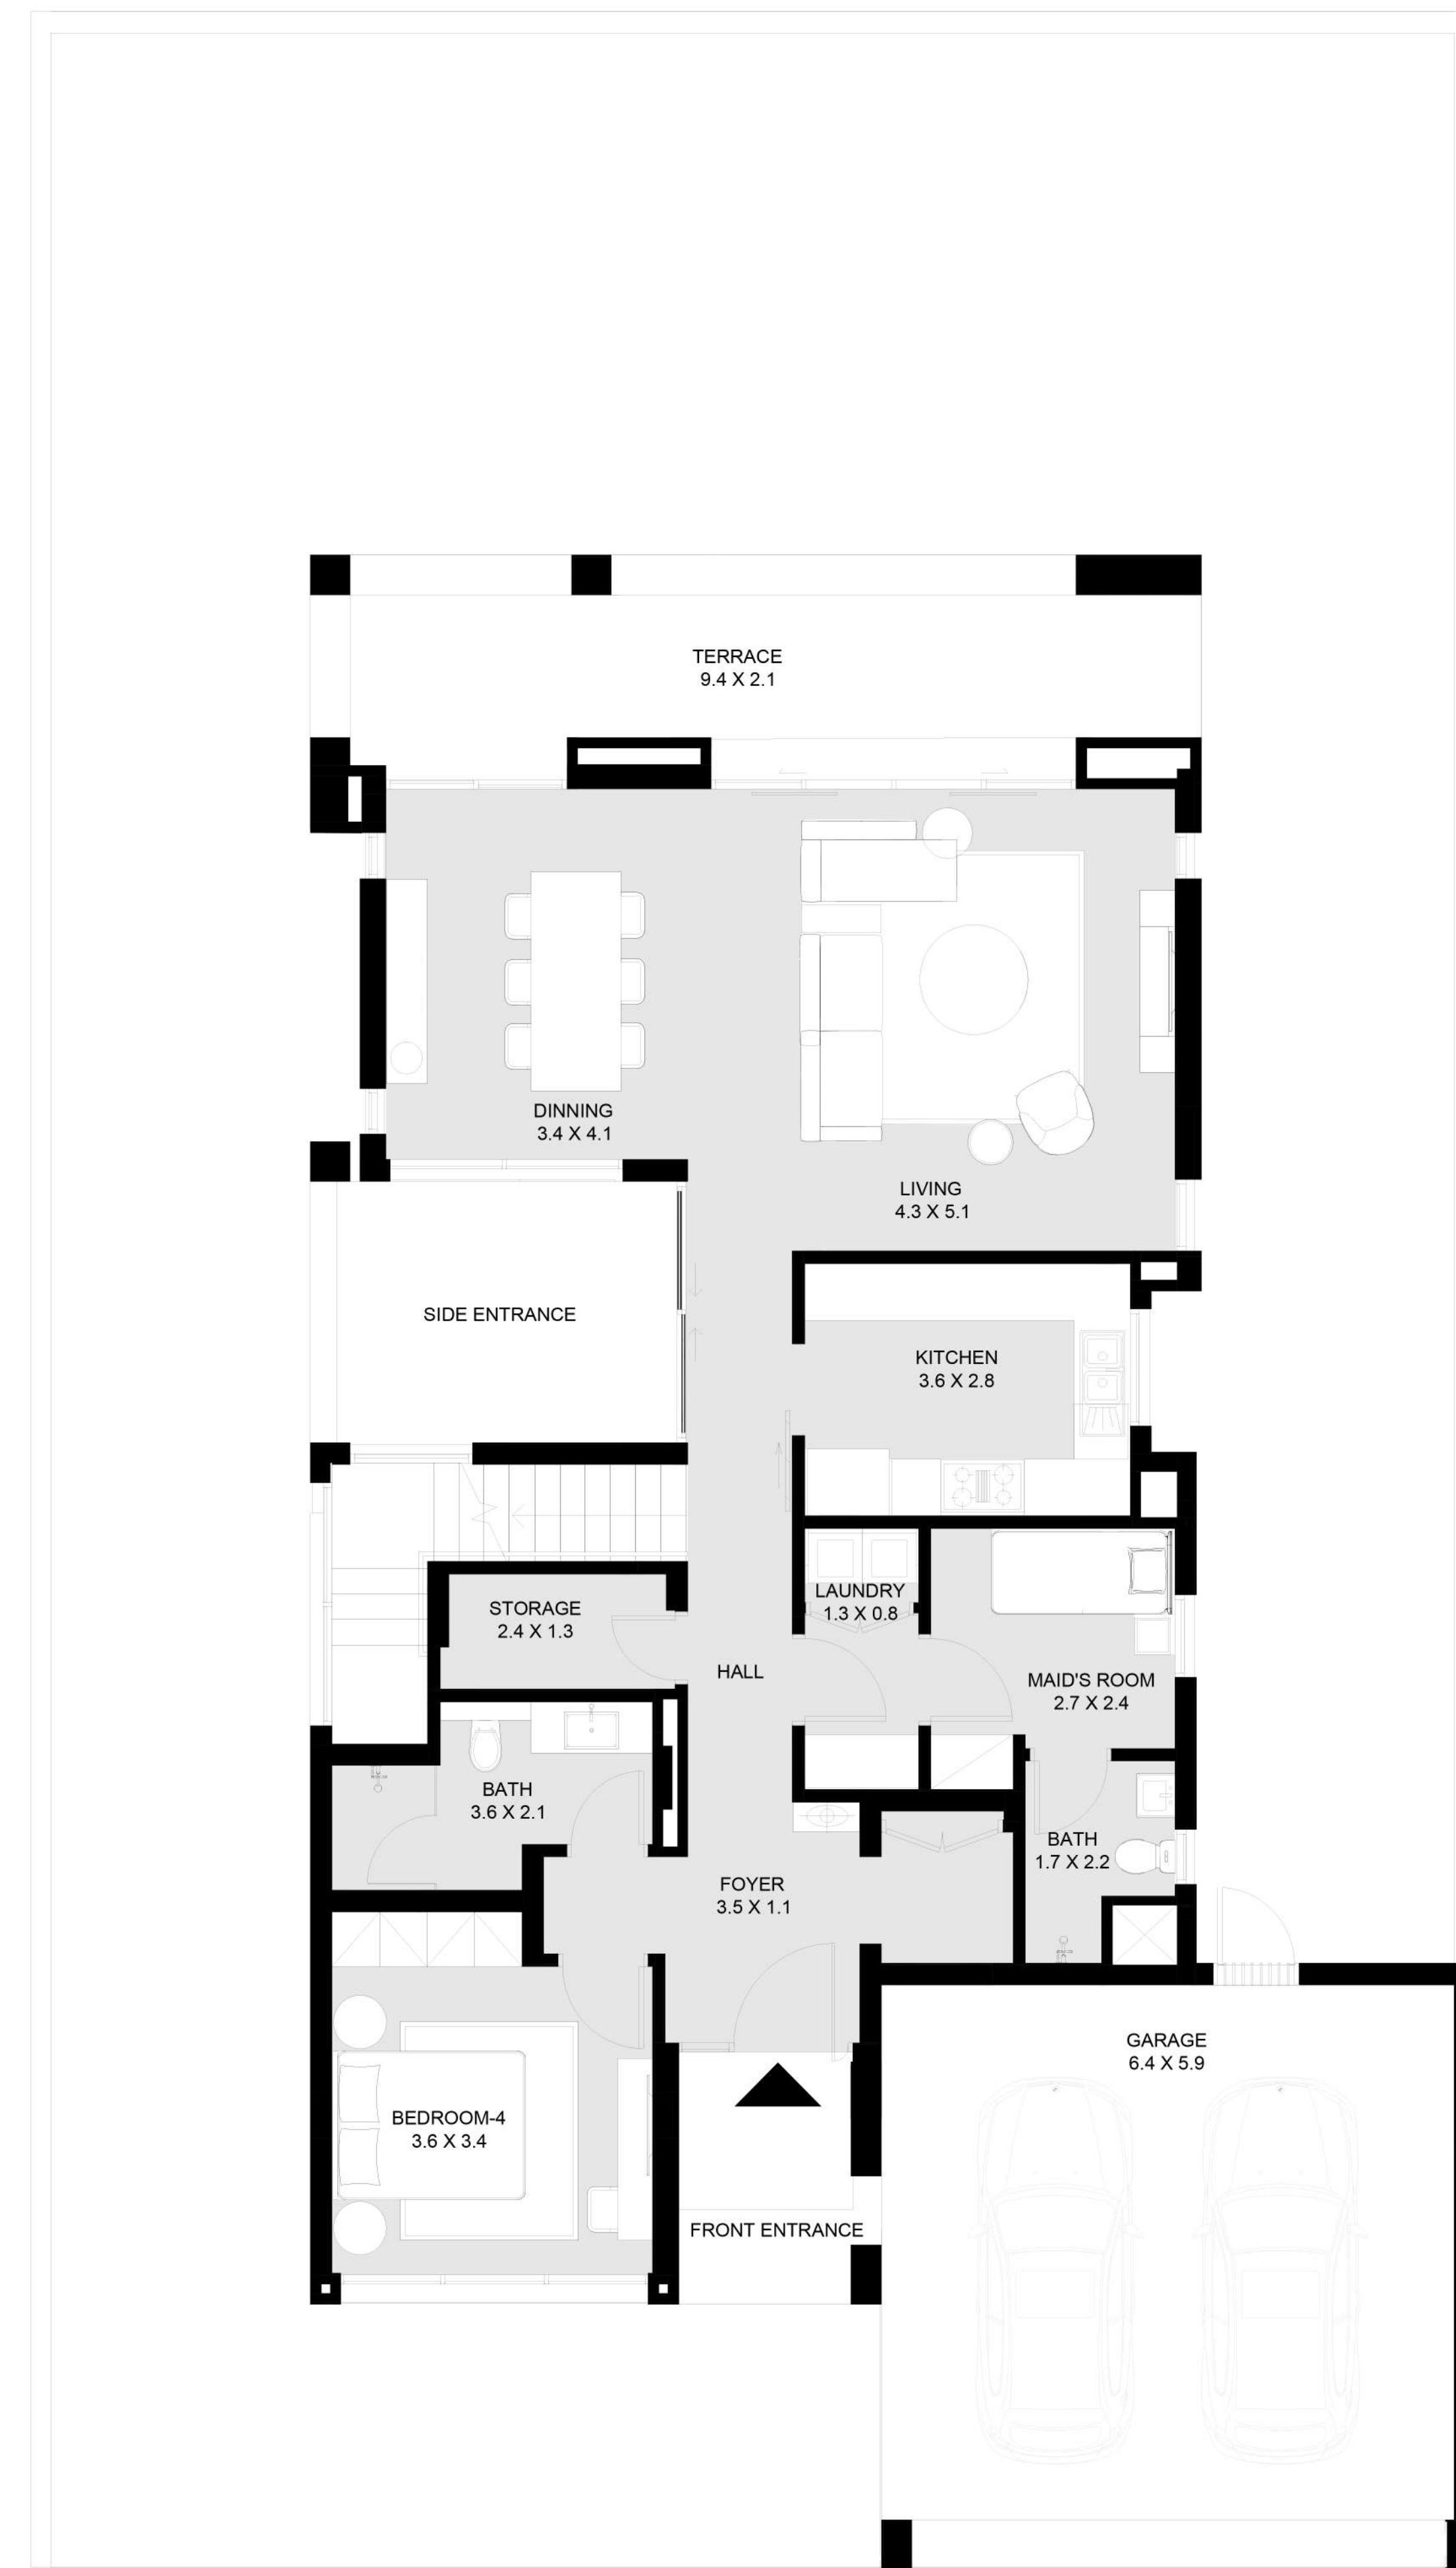 TERRACE
9.4 X 2.1
DINNING
3.4 X 4.1
LIVING
4.3 X 5.1
SIDE ENTRANCE
KITCHEN
3.6 X 2.8
LAUNDRY
1.3 X 0.8
STORAGE
2.4 X 1.3
HALL
MAID'S ROOM
2.7 X 2.4
BATH
3.6 X 2.1
BATH
1.7 X 2.2
FOYER
3.5 X 1.1
GARAGE
6.4 X 5.9
BEDROOM-4
3.6 X 3.4
FRONT ENTRANCE